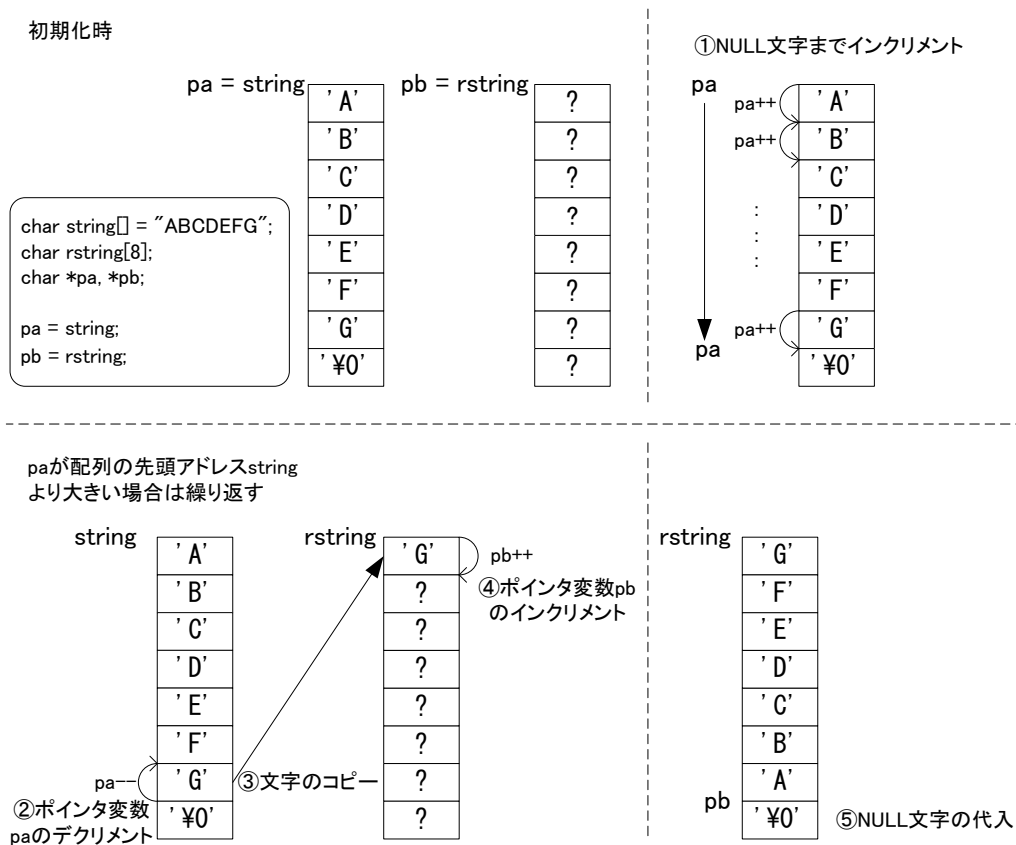 初期化時
pa = string
'A'
'B'
'C'
'D'
'E'
'F'
'G'
'¥0'
pb = rstring
?
?
?
?
?
?
?
?
char string[] = "ABCDEFG";
char rstring[8];
char *pa, *pb;
pa = string;
pb = rstring;
①NULL文字までインクリメント
pa
pa++
pa++
:
:
:
pa++
pa
'A'
'B'
'C'
'D'
'E'
'F'
'G'
'¥0'
paが配列の先頭アドレスstring
より大きい場合は繰り返す
string
'A'
'B'
'C'
'D'
'E'
'F'
'G'
'¥0'
pa--
②ポインタ変数
paのデクリメント
③文字のコピー
rstring
'G'
?
?
?
?
?
?
?
pb++
④ポインタ変数pb
のインクリメント
rstring
'G'
'F'
'E'
'D'
'C'
'B'
'A'
'¥0'
pb
⑤NULL文字の代入